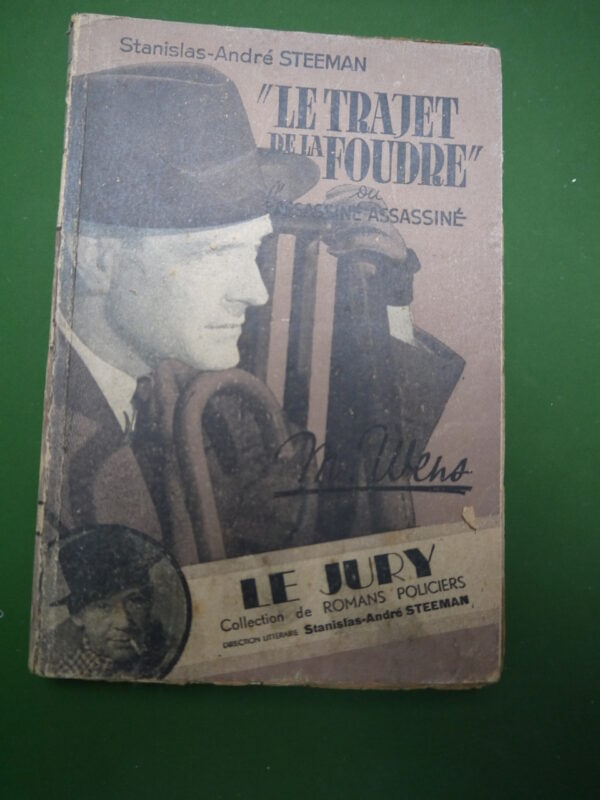 Stanislas-André STEEMAN
"LE TRAJET
DE LA FOUDRE"
ou
L'ASSASSINÉ ASSASSINÉ
M. Wens
LE JURY
Collection de ROMANS POLICIERS
DIRECTION LITTÉRAIRE Stanislas-André STEEMAN